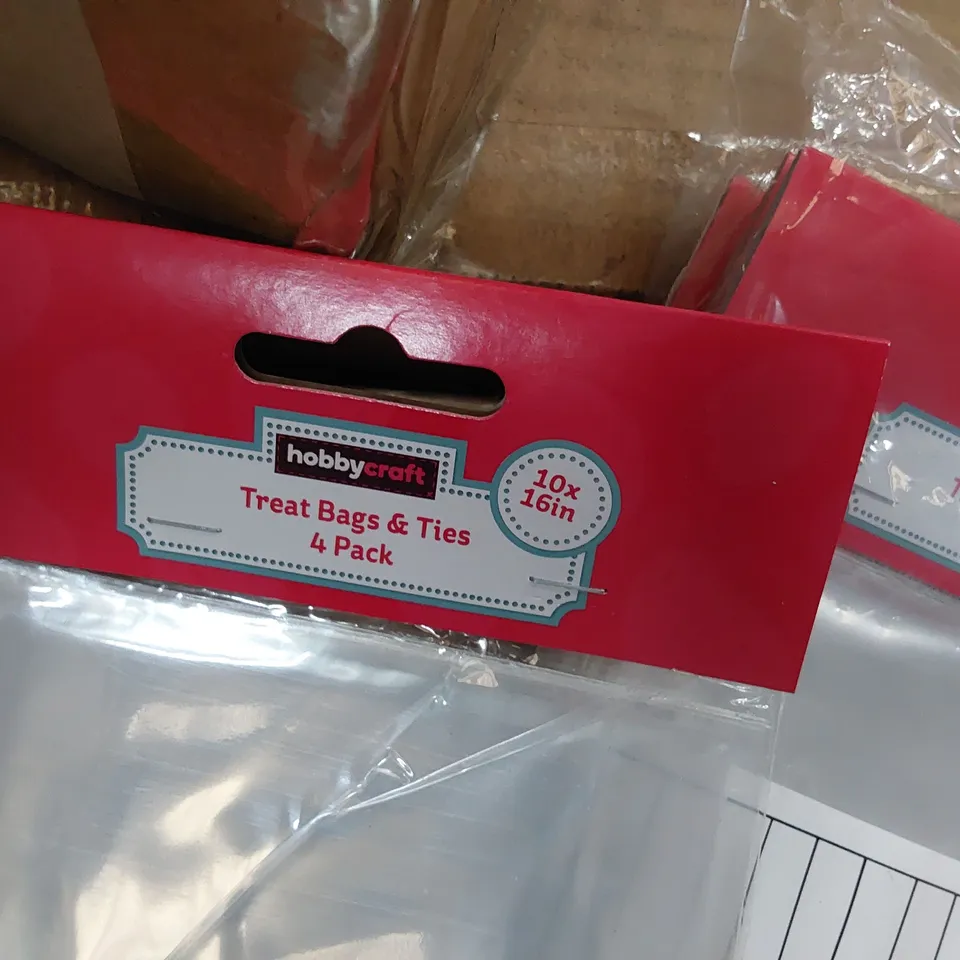 hobbycraft
Treat Bags & Ties
4 Pack
10x
16in